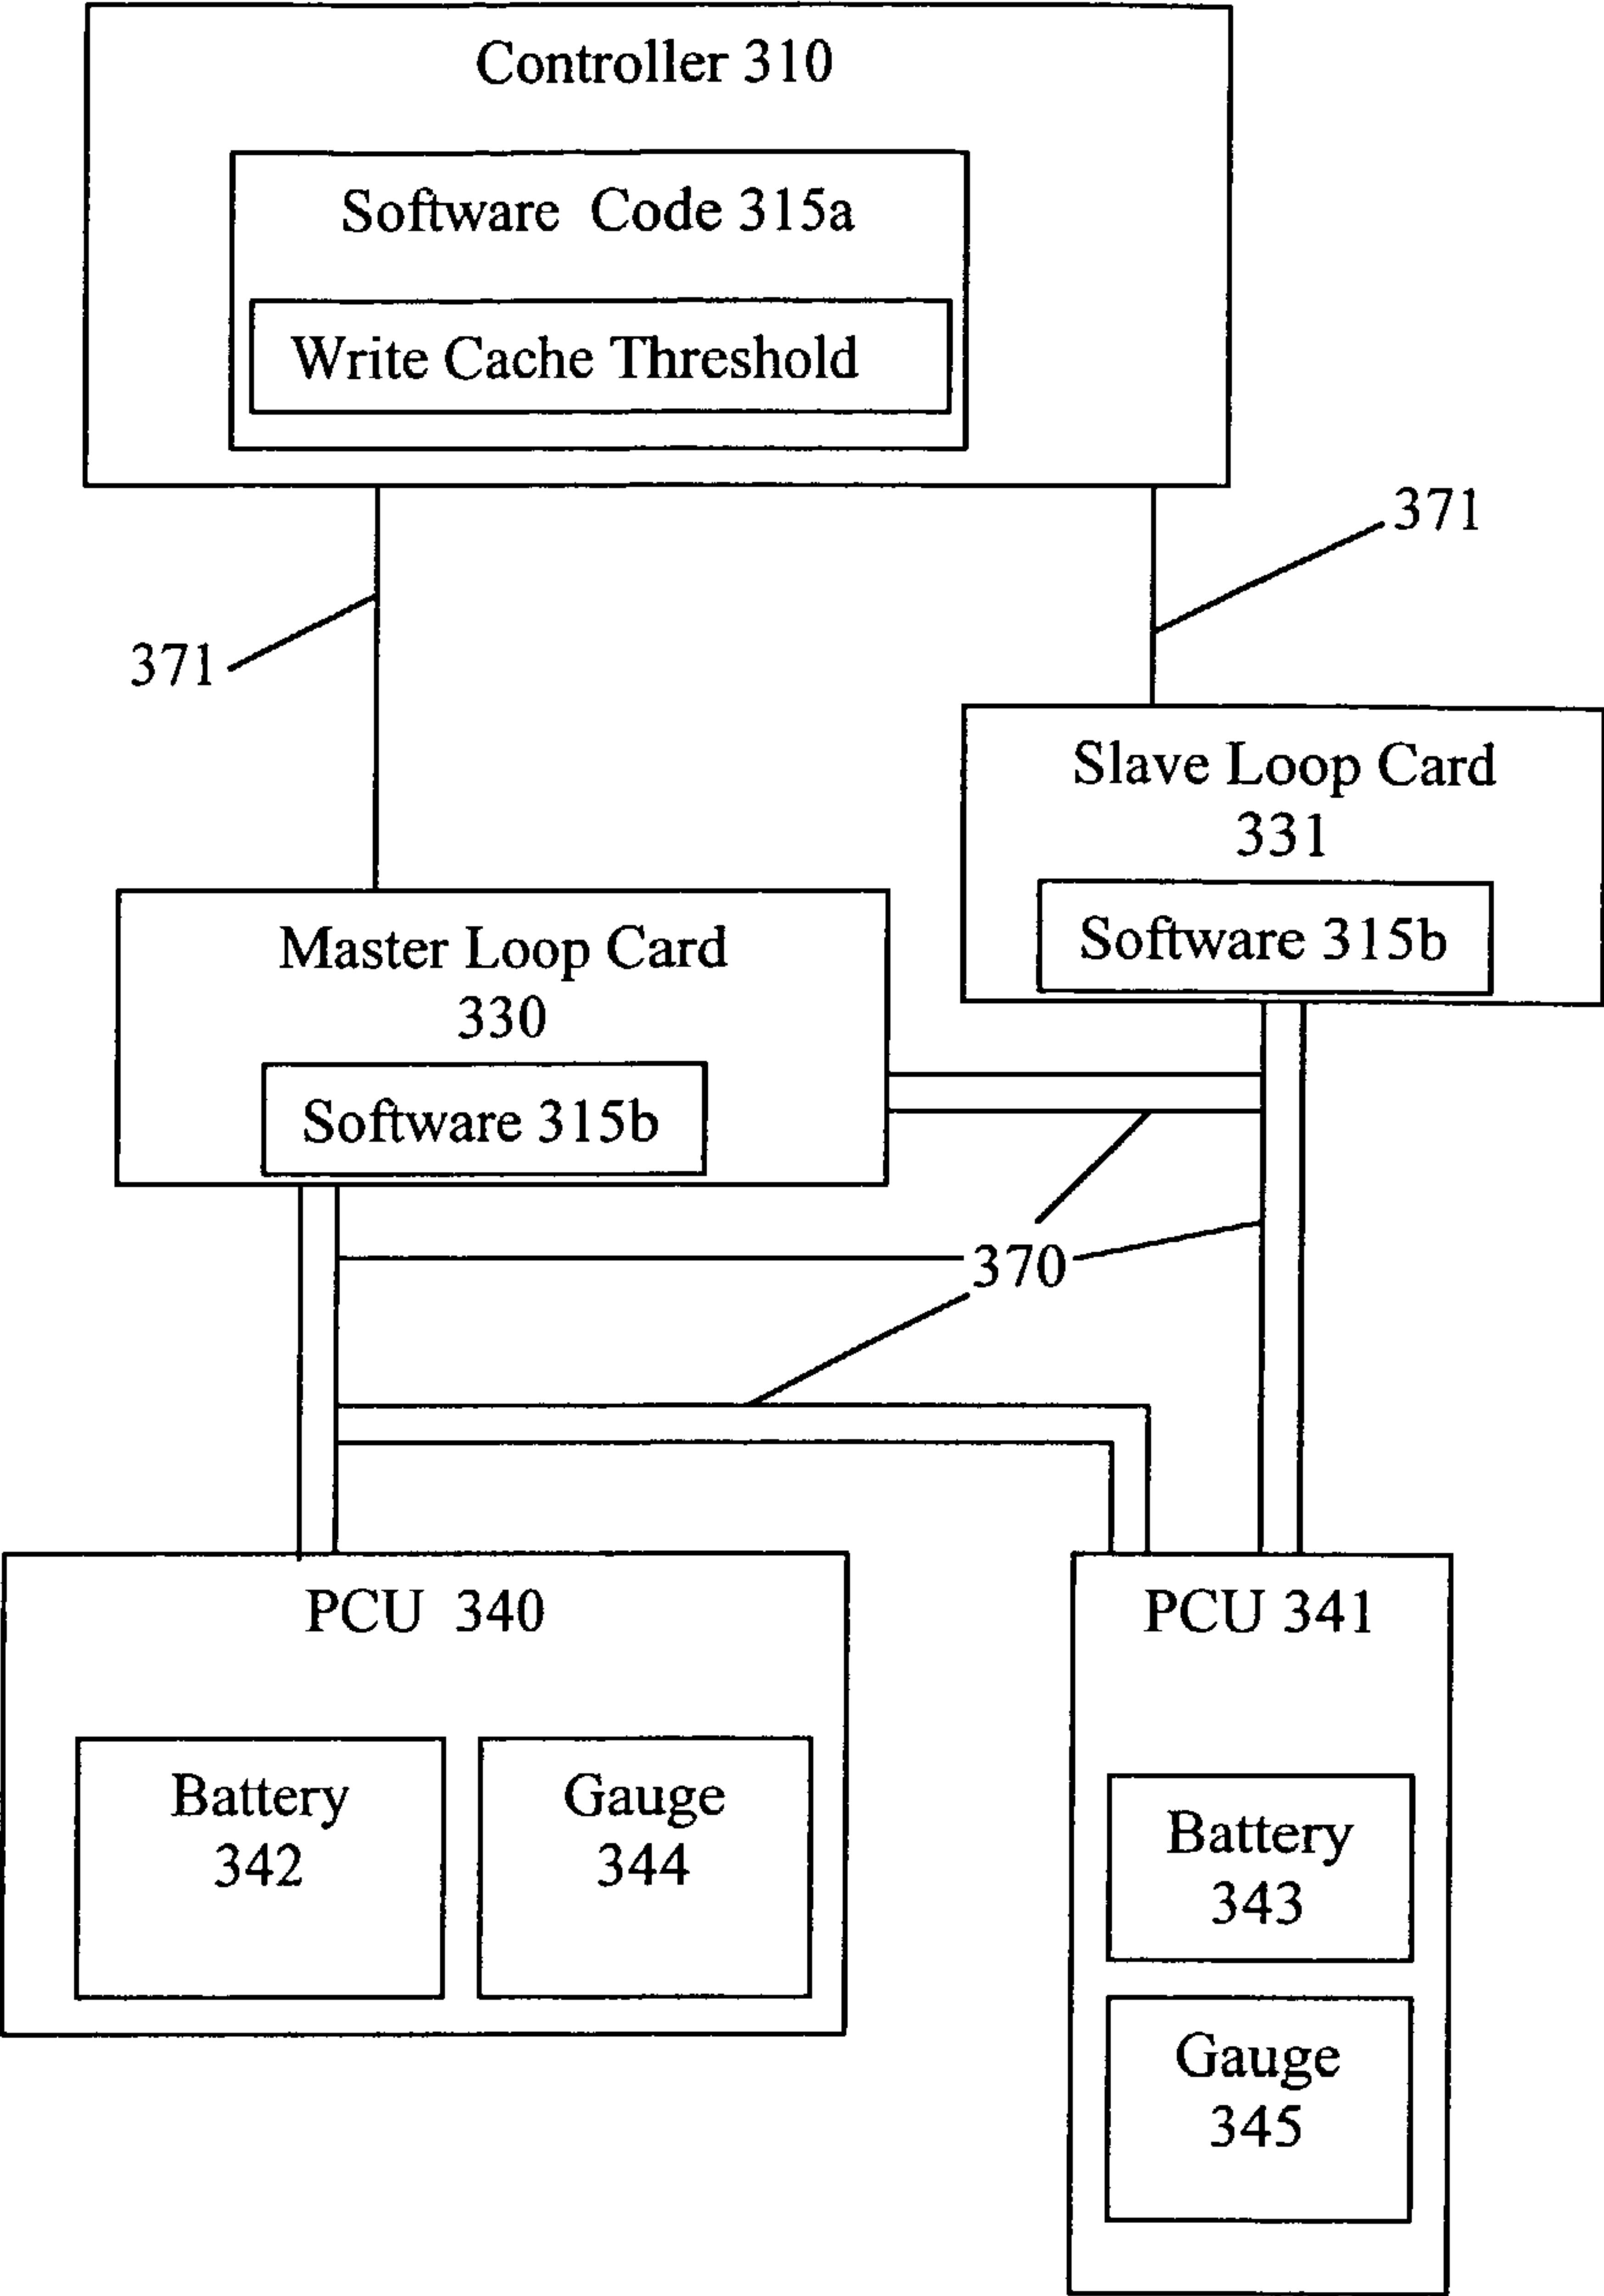 Controller 310
Software Code 315a
Write Cache Threshold
371
371
Slave Loop Card
331
Software 315b
Master Loop Card
330
Software 315b
370
PCU 340
Battery
342
Gauge
344
PCU 341
Battery
343
Gauge
345